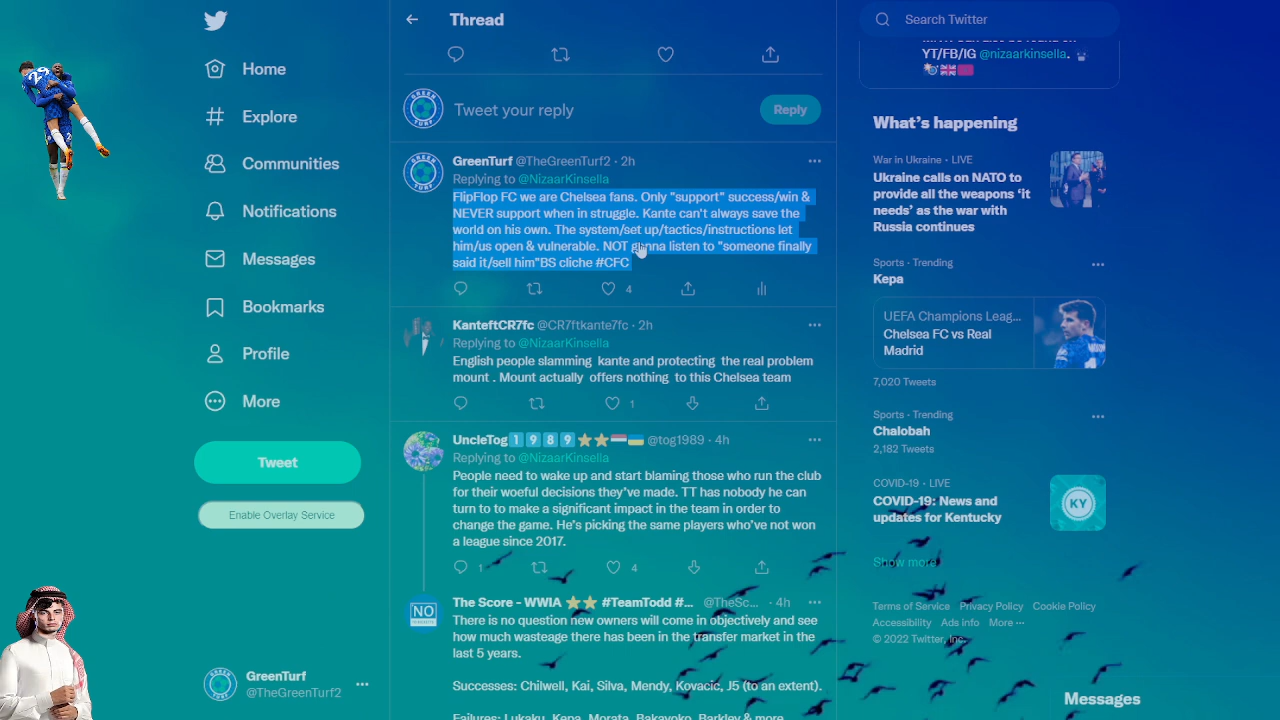 Home
Explore
Communities
Notifications
Messages
Bookmarks
Profile
More
Tweet
Enable Overlay Service
GreenTurf
@TheGreenTurf2
Thread
GREEN
TURF
Tweet your reply
Reply
GREEN
TURF
GreenTurf @TheGreenTurf2 · 2h
Replying to @NizaarKinsella
FlipFlop FC we are Chelsea fans. Only "support" success/win &
NEVER support when in struggle. Kante can't always save the
world on his own. The system/set up/tactics/instructions let
him/us open & vulnerable. NOT gonna listen to "someone finally
said it/sell him"BS cliche #CFC
4
KanteftCR7fc @CR7ftkante7fc · 2h
Replying to @NizaarKinsella
English people slamming kante and protecting the real problem
mount . Mount actually offers nothing to this Chelsea team
1
UncleTog 1 9 8 9 @tog1989 · 4h
Replying to @NizaarKinsella
People need to wake up and start blaming those who run the club
for their woeful decisions they've made. TT has nobody he can
turn to to make a significant impact in the team in order to
change the game. He's picking the same players who've not won
a league since 2017.
1
4
NO
The Score - WWIA #TeamTodd #... @TheSc... · 4h
There is no question new owners will come in objectively and see
how much wasteage there has been in the transfer market in the
last 5 years.
Successes: Chilwell, Kai, Silva, Mendy, Kovacic, J5 (to an extent).
Failures: Lukaku, Kepa, Morata, Bakayoko, Barkley & more
Search Twitter
YT/FB/IG @nizaarkinsella.
What's happening
War in Ukraine · LIVE
Ukraine calls on NATO to
provide all the weapons 'it
needs' as the war with
Russia continues
Sports · Trending
Kepa
UEFA Champions Leag...
Chelsea FC vs Real
Madrid
7,020 Tweets
Sports · Trending
Chalobah
2,182 Tweets
COVID-19 · LIVE
COVID-19: News and
updates for Kentucky
KY
Show more
Terms of Service Privacy Policy Cookie Policy
Accessibility Ads info More ···
© 2022 Twitter, Inc.
Messages
29